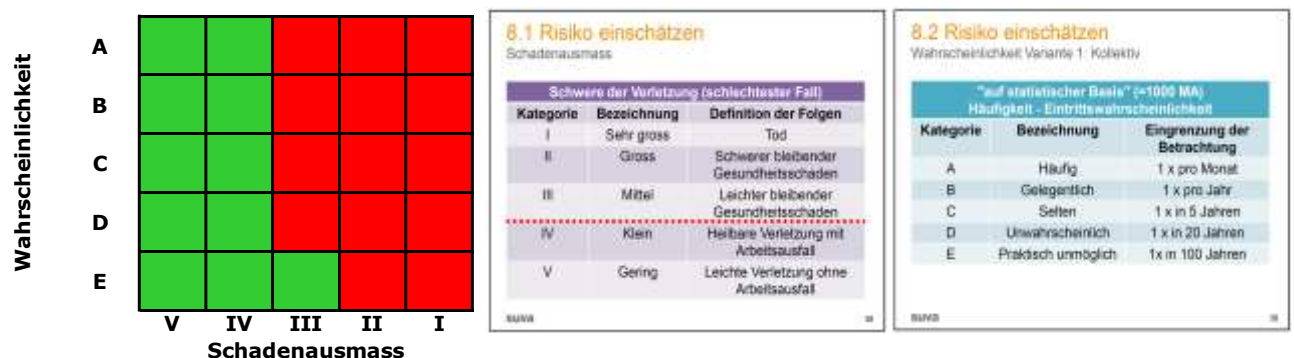 Wahrscheinlichkeit
A
B
C
D
E
V IV III II I
Schadenausmass
8.1 Risiko einschätzen
Schadenausmass
Schwere der Verletzung (schlechtester Fall)
Kategorie Bezeichnung Definition der Folgen
I Sehr gross Tod
II Gross Schwerer bleibender
Gesundheitsschaden
III Mittel Leichter bleibender
Gesundheitsschaden
IV Klein Heilbare Verletzung mit
Arbeitsausfall
V Gering Leichte Verletzung ohne
Arbeitsausfall
suva
8.2 Risiko einschätzen
Wahrscheinlichkeit Variante 1: Kollektiv
"auf statistischer Basis" (=1000 MA)
Häufigkeit - Eintrittswahrscheinlichkeit
Kategorie Bezeichnung Eingrenzung der
Betrachtung
A Häufig 1 x pro Monat
B Gelegentlich 1 x pro Jahr
C Selten 1 x in 5 Jahren
D Unwahrscheinlich 1 x in 20 Jahren
E Praktisch unmöglich 1x in 100 Jahren
suva